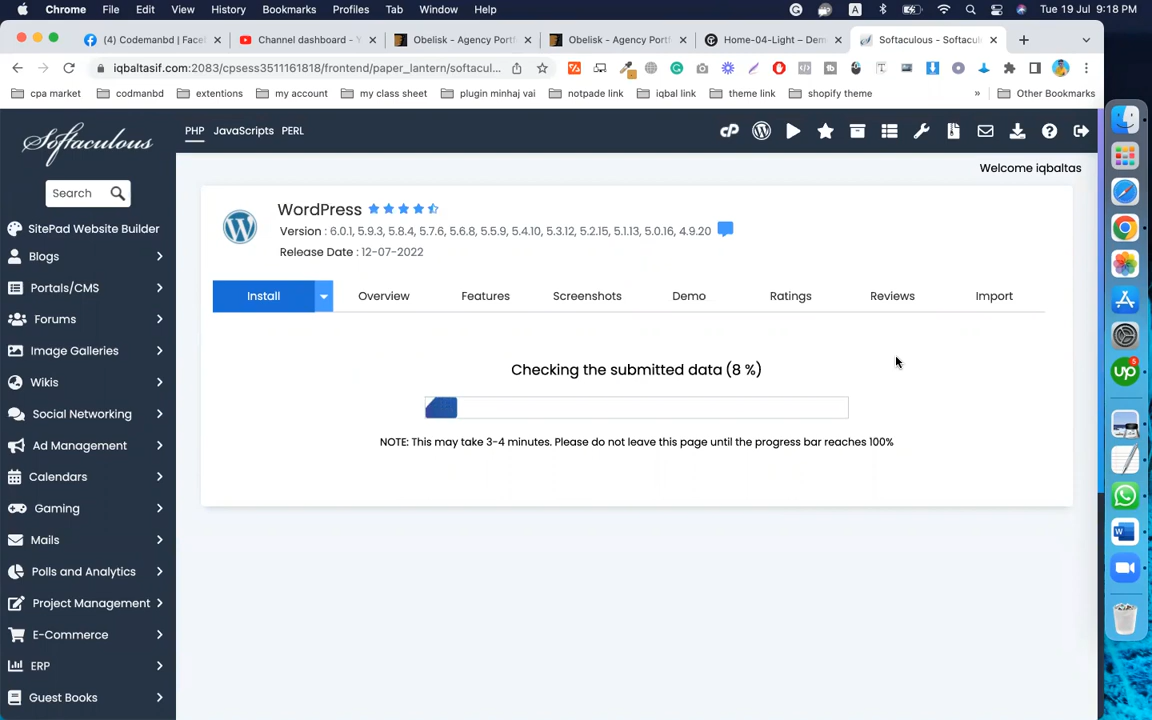 Chrome File Edit View History Bookmarks Profiles Tab Window Help
A Tue 19 Jul 9:18 PM
(4) Codemanbd | Face
Channel dashboard - Y
Obelisk - Agency Portf
Obelisk - Agency Portf
Home-04-Light – Dem
Softaculous - Softacul
iqbaltasif.com:2083/cpsess3511161818/frontend/paper_lantern/softacul...
cpa market codmanbd extentions my account my class sheet plugin minhaj vai notpade link iqbal link theme link shopify theme » Other Bookmarks
Softaculous
PHP JavaScripts PERL
Welcome iqbaltas
Search
SitePad Website Builder
Blogs
Portals/CMS
Forums
Image Galleries
Wikis
Social Networking
Ad Management
Calendars
Gaming
Mails
Polls and Analytics
Project Management
E-Commerce
ERP
Guest Books
WordPress
Version : 6.0.1, 5.9.3, 5.8.4, 5.7.6, 5.6.8, 5.5.9, 5.4.10, 5.3.12, 5.2.15, 5.1.13, 5.0.16, 4.9.20
Release Date : 12-07-2022
Install Overview Features Screenshots Demo Ratings Reviews Import
Checking the submitted data (8 %)
NOTE: This may take 3-4 minutes. Please do not leave this page until the progress bar reaches 100%
up
5
W